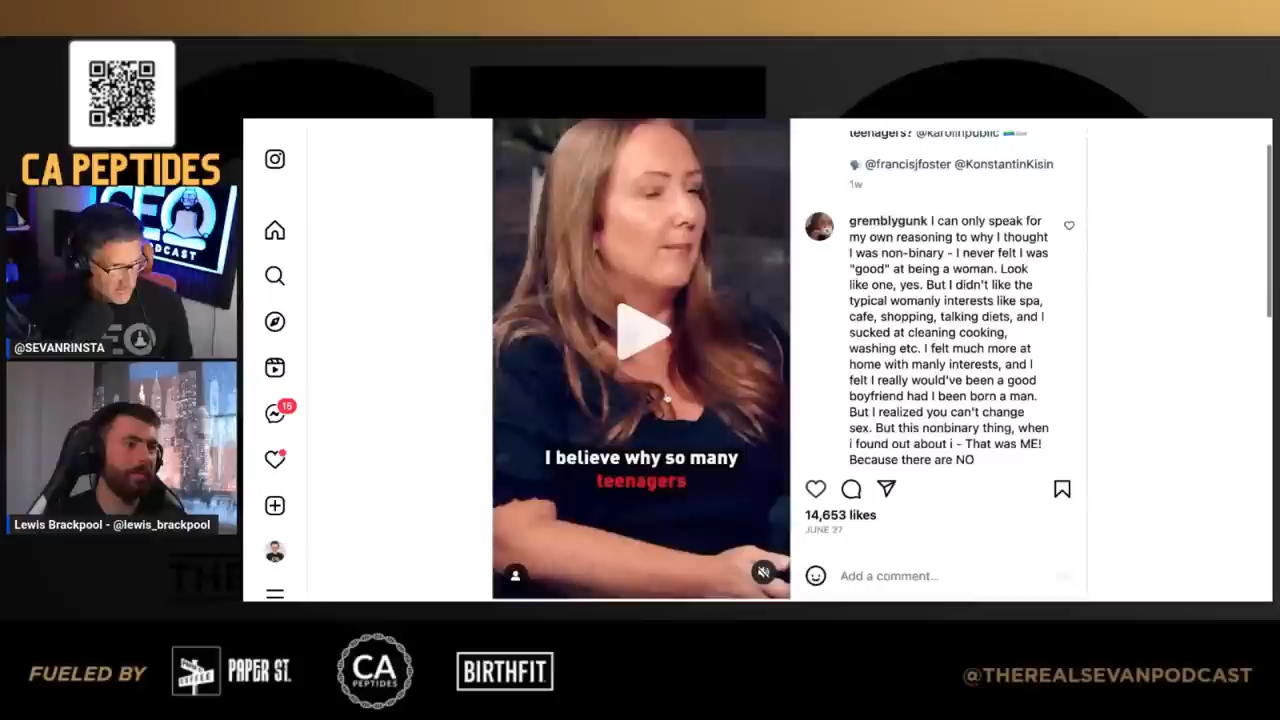 CA PEPTIDES
CEO
PODCAST
@SEVANRINSTA
Lewis Brackpool - @lewis_brackpool
16
I believe why so many
teenagers
teenagers? @karolinpublic
@francisjfoster @KonstantinKisin
1w
gremblygunk I can only speak for
my own reasoning to why I thought
I was non-binary - I never felt I was
"good" at being a woman. Look
like one, yes. But I didn't like the
typical womanly interests like spa,
cafe, shopping, talking diets, and I
sucked at cleaning cooking,
washing etc. I felt much more at
home with manly interests, and I
felt I really would've been a good
boyfriend had I been born a man.
But I realized you can't change
sex. But this nonbinary thing, when
i found out about i - That was ME!
Because there are NO
14,653 likes
JUNE 27
Add a comment...
THE
FUELED BY
PAPER ST.
CA
PEPTIDES
BIRTHFIT
@THEREALSEVANPODCAST